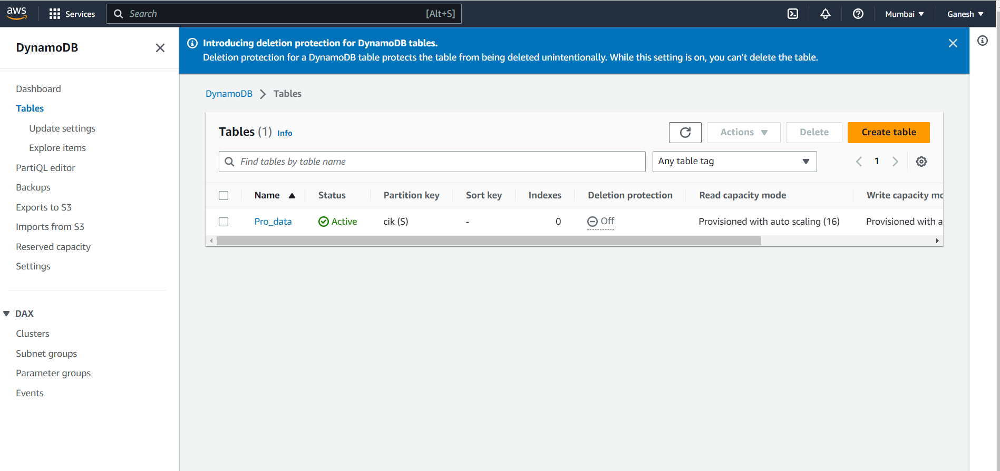 aws
Services
Search [Alt+S]
Mumbai
Ganesh
DynamoDB
Dashboard
Tables
Update settings
Explore items
PartiQL editor
Backups
Exports to S3
Imports from S3
Reserved capacity
Settings
DAX
Clusters
Subnet groups
Parameter groups
Events
Introducing deletion protection for DynamoDB tables.
Deletion protection for a DynamoDB table protects the table from being deleted unintentionally. While this setting is on, you can't delete the table.
DynamoDB > Tables
Tables (1) Info
Actions
Delete
Create table
Find tables by table name
Any table tag
1
Name Status Partition key Sort key Indexes Deletion protection Read capacity mode Write capacity mo
Pro_data Active cik (S) - 0 Off Provisioned with auto scaling (16) Provisioned with a